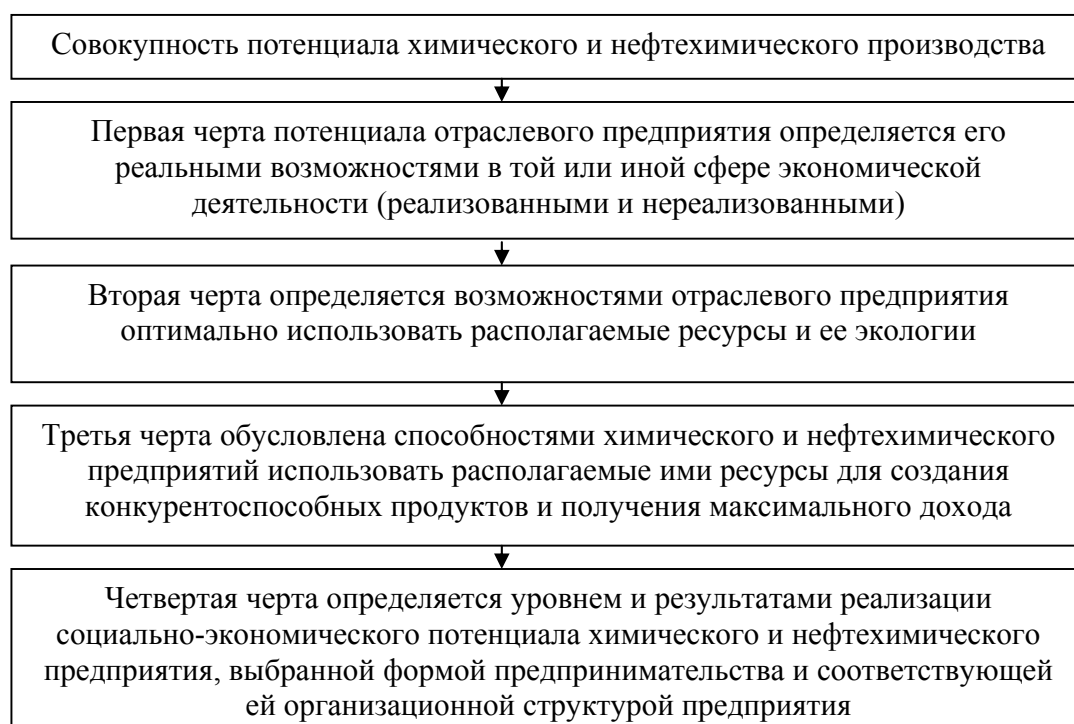 Совокупность потенциала химического и нефтехимического производства
Первая черта потенциала отраслевого предприятия определяется его
реальными возможностями в той или иной сфере экономической
деятельности (реализованными и нереализованными)
Вторая черта определяется возможностями отраслевого предприятия
оптимально использовать располагаемые ресурсы и ее экологии
Третья черта обусловлена способностями химического и нефтехимического
предприятий использовать располагаемые ими ресурсы для создания
конкурентоспособных продуктов и получения максимального дохода
Четвертая черта определяется уровнем и результатами реализации
социально-экономического потенциала химического и нефтехимического
предприятия, выбранной формой предпринимательства и соответствующей
ей организационной структурой предприятия